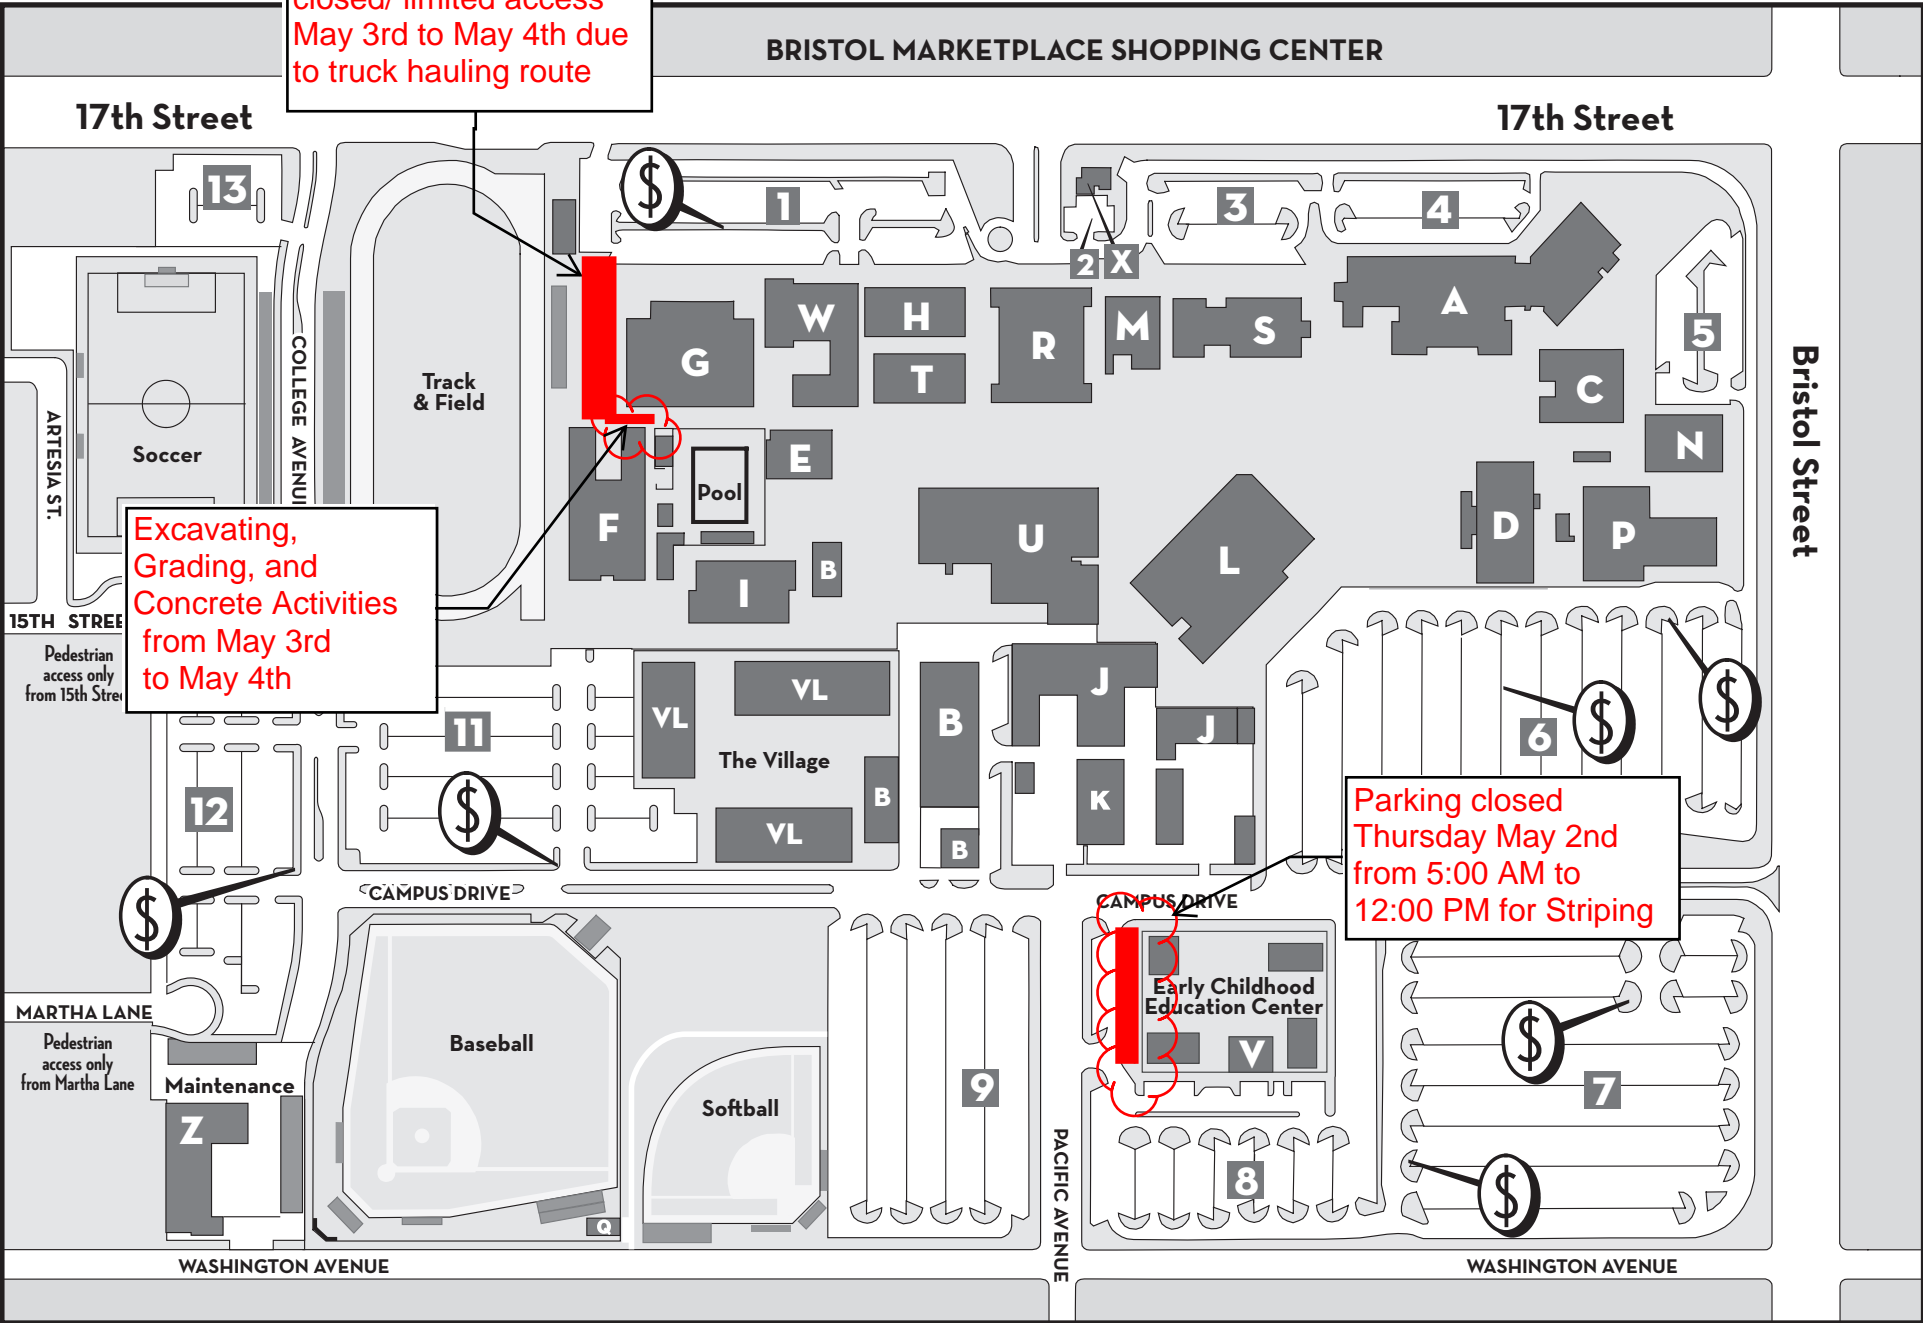 closed/ limited access
May 3rd to May 4th due
to truck hauling route
BRISTOL MARKETPLACE SHOPPING CENTER
17th Street
17th Street
13
$
1
3
4
2
X
5
Bristol Street
COLLEGE AVENU
ARTESIA ST.
Soccer
Track
& Field
G
W
H
T
R
M
S
A
C
N
E
Pool
F
I
B
U
L
D
P
Excavating,
Grading, and
Concrete Activities
from May 3rd
to May 4th
15TH STREE
Pedestrian
access only
from 15th Stree
11
12
$
$
VL
VL
VL
The Village
B
B
B
J
J
K
6
$
$
Parking closed
Thursday May 2nd
from 5:00 AM to
12:00 PM for Striping
CAMPUS DRIVE
CAMPUS DRIVE
MARTHA LANE
Pedestrian
access only
from Martha Lane
Maintenance
Z
Baseball
Softball
Q
9
Early Childhood
Education Center
V
8
7
$
$
PACIFIC AVENUE
WASHINGTON AVENUE
WASHINGTON AVENUE